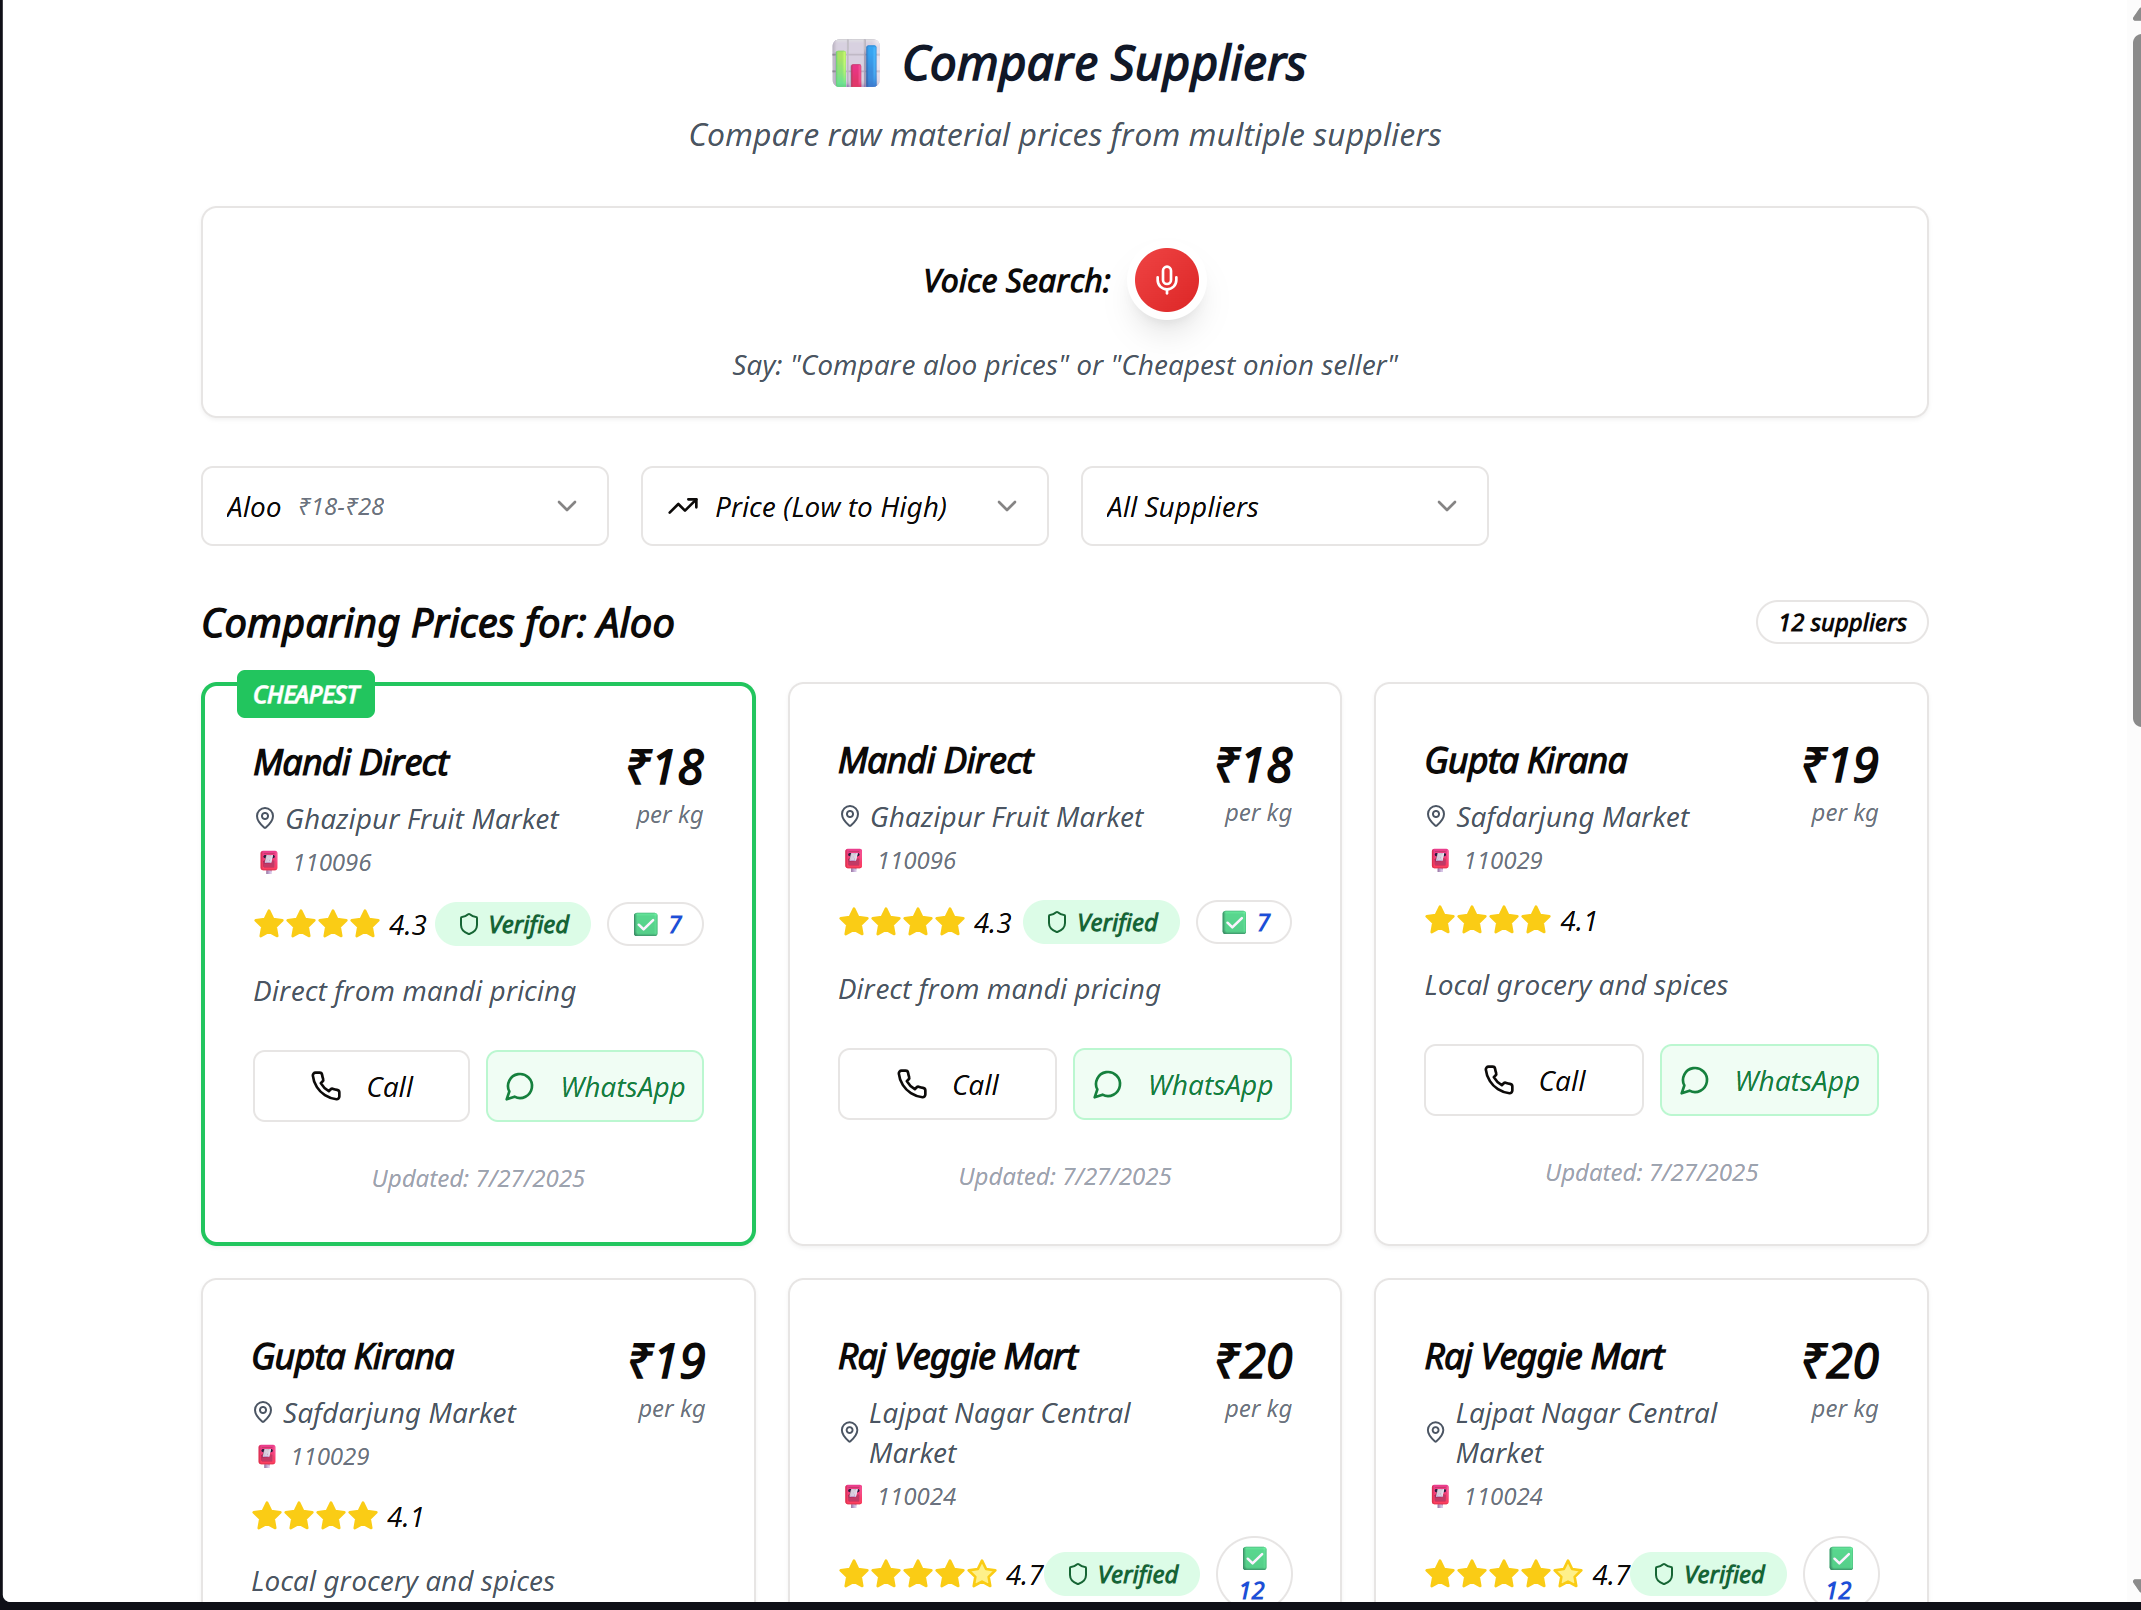 Compare Suppliers
Compare raw material prices from multiple suppliers
Voice Search:
Say: "Compare aloo prices" or "Cheapest onion seller"
Aloo ₹18-₹28
Price (Low to High)
All Suppliers
Comparing Prices for: Aloo
12 suppliers
CHEAPEST
Mandi Direct
₹18
Ghazipur Fruit Market
per kg
110096
4.3
Verified
7
Direct from mandi pricing
Call
WhatsApp
Updated: 7/27/2025
Mandi Direct
₹18
Ghazipur Fruit Market
per kg
110096
4.3
Verified
7
Direct from mandi pricing
Call
WhatsApp
Updated: 7/27/2025
Gupta Kirana
₹19
Safdarjung Market
per kg
110029
4.1
Local grocery and spices
Call
WhatsApp
Updated: 7/27/2025
Gupta Kirana
₹19
Safdarjung Market
per kg
110029
4.1
Local grocery and spices
Raj Veggie Mart
₹20
Lajpat Nagar Central
Market
per kg
110024
4.7
Verified
12
Raj Veggie Mart
₹20
Lajpat Nagar Central
Market
per kg
110024
4.7
Verified
12